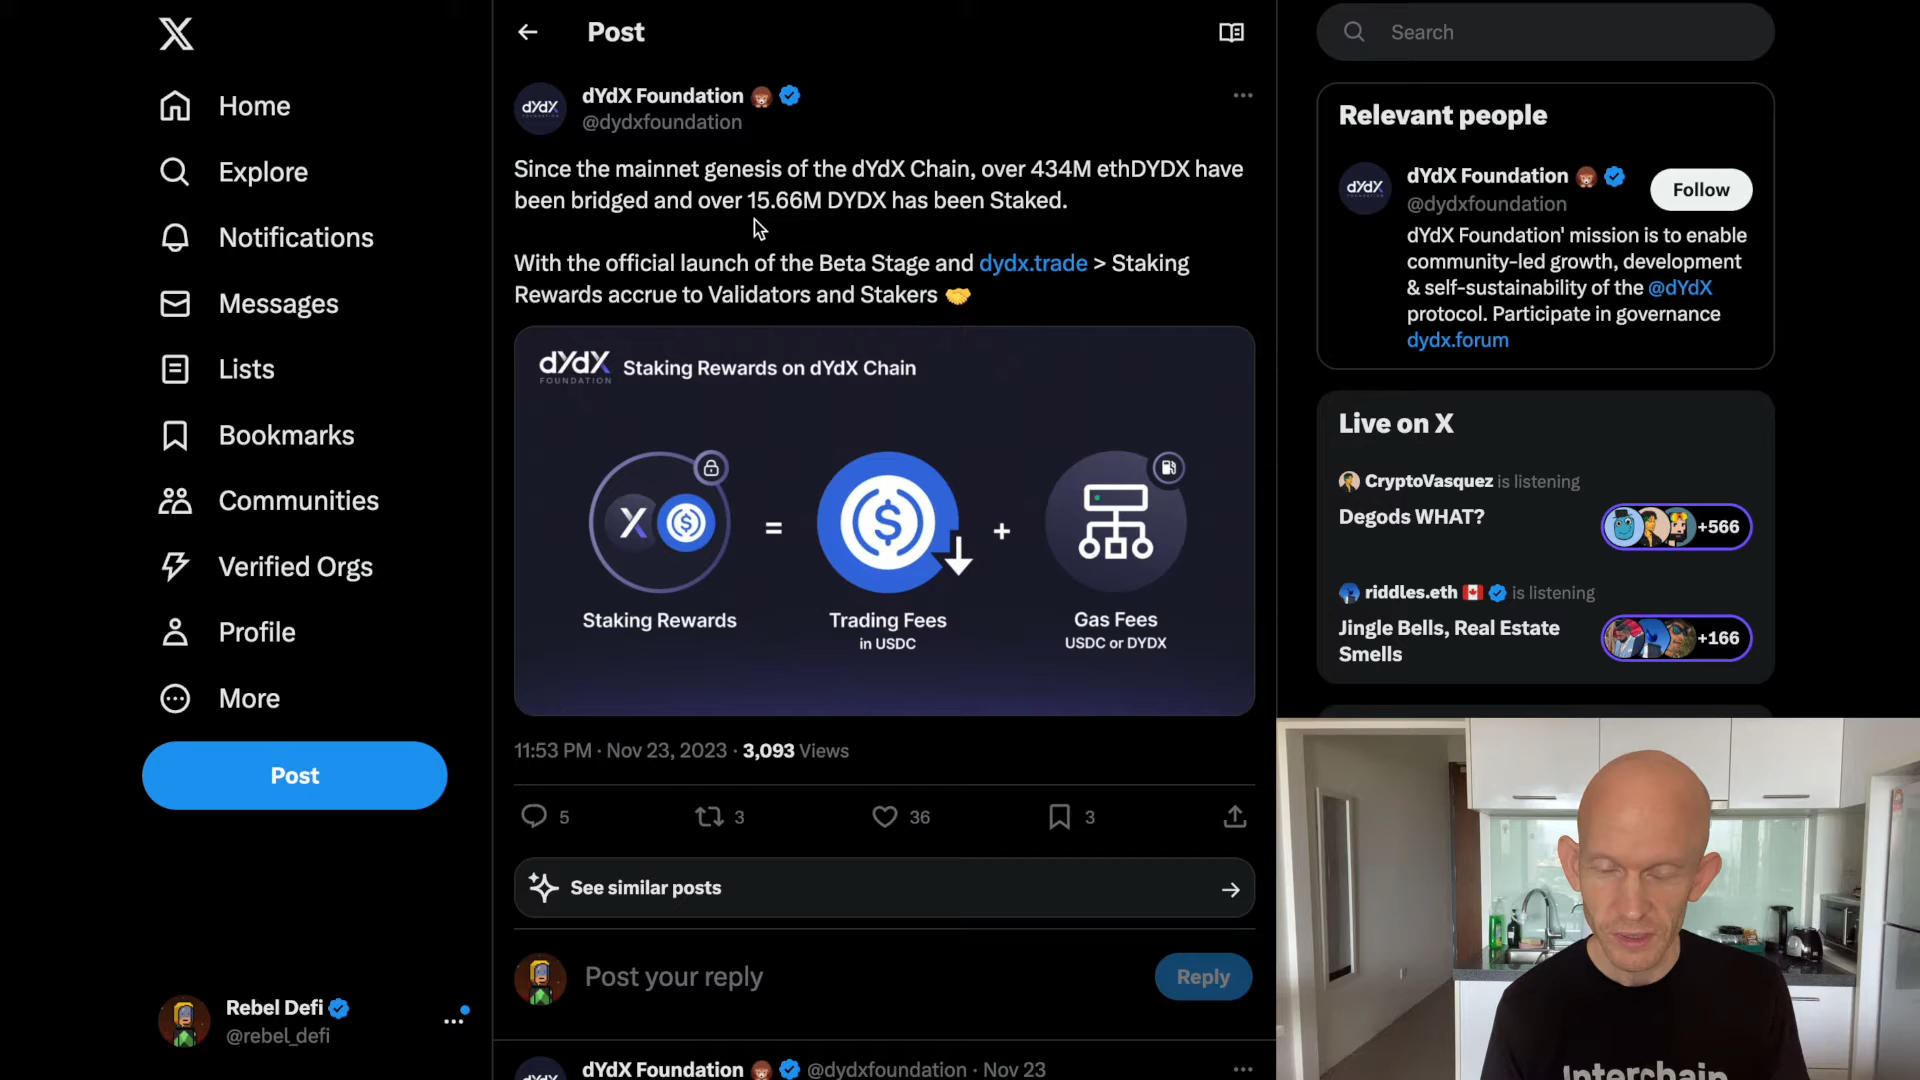 Home
Explore
Notifications
Messages
Lists
Bookmarks
Communities
Verified Orgs
Profile
More
Post
Rebel Defi
@rebel_defi
Post
dYdX
dYdX Foundation
@dydxfoundation
Since the mainnet genesis of the dYdX Chain, over 434M ethDYDX have
been bridged and over 15.66M DYDX has been Staked.
With the official launch of the Beta Stage and dydx.trade > Staking
Rewards accrue to Validators and Stakers
dYdX
FOUNDATION
Staking Rewards on dYdX Chain
=
+
Staking Rewards
Trading Fees
in USDC
Gas Fees
USDC or DYDX
11:53 PM · Nov 23, 2023 · 3,093 Views
5
3
36
3
See similar posts
Post your reply
Reply
dYdX Foundation @dydxfoundation · Nov 23
Search
Relevant people
dYdX
dYdX Foundation
@dydxfoundation
Follow
dYdX Foundation' mission is to enable
community-led growth, development
& self-sustainability of the @dYdX
protocol. Participate in governance
dydx.forum
Live on X
CryptoVasquez is listening
Degods WHAT?
+566
riddles.eth is listening
Jingle Bells, Real Estate
Smells
+166
Interchain